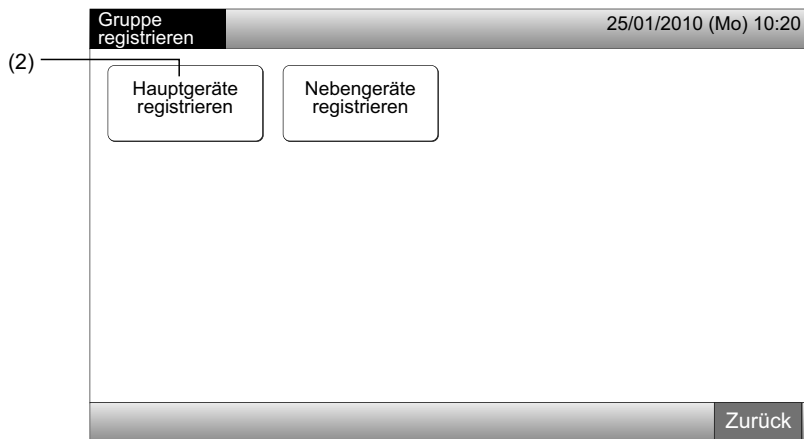 Gruppe
registrieren
25/01/2010 (Mo) 10:20
(2)
Hauptgeräte
registrieren
Nebengeräte
registrieren
Zurück